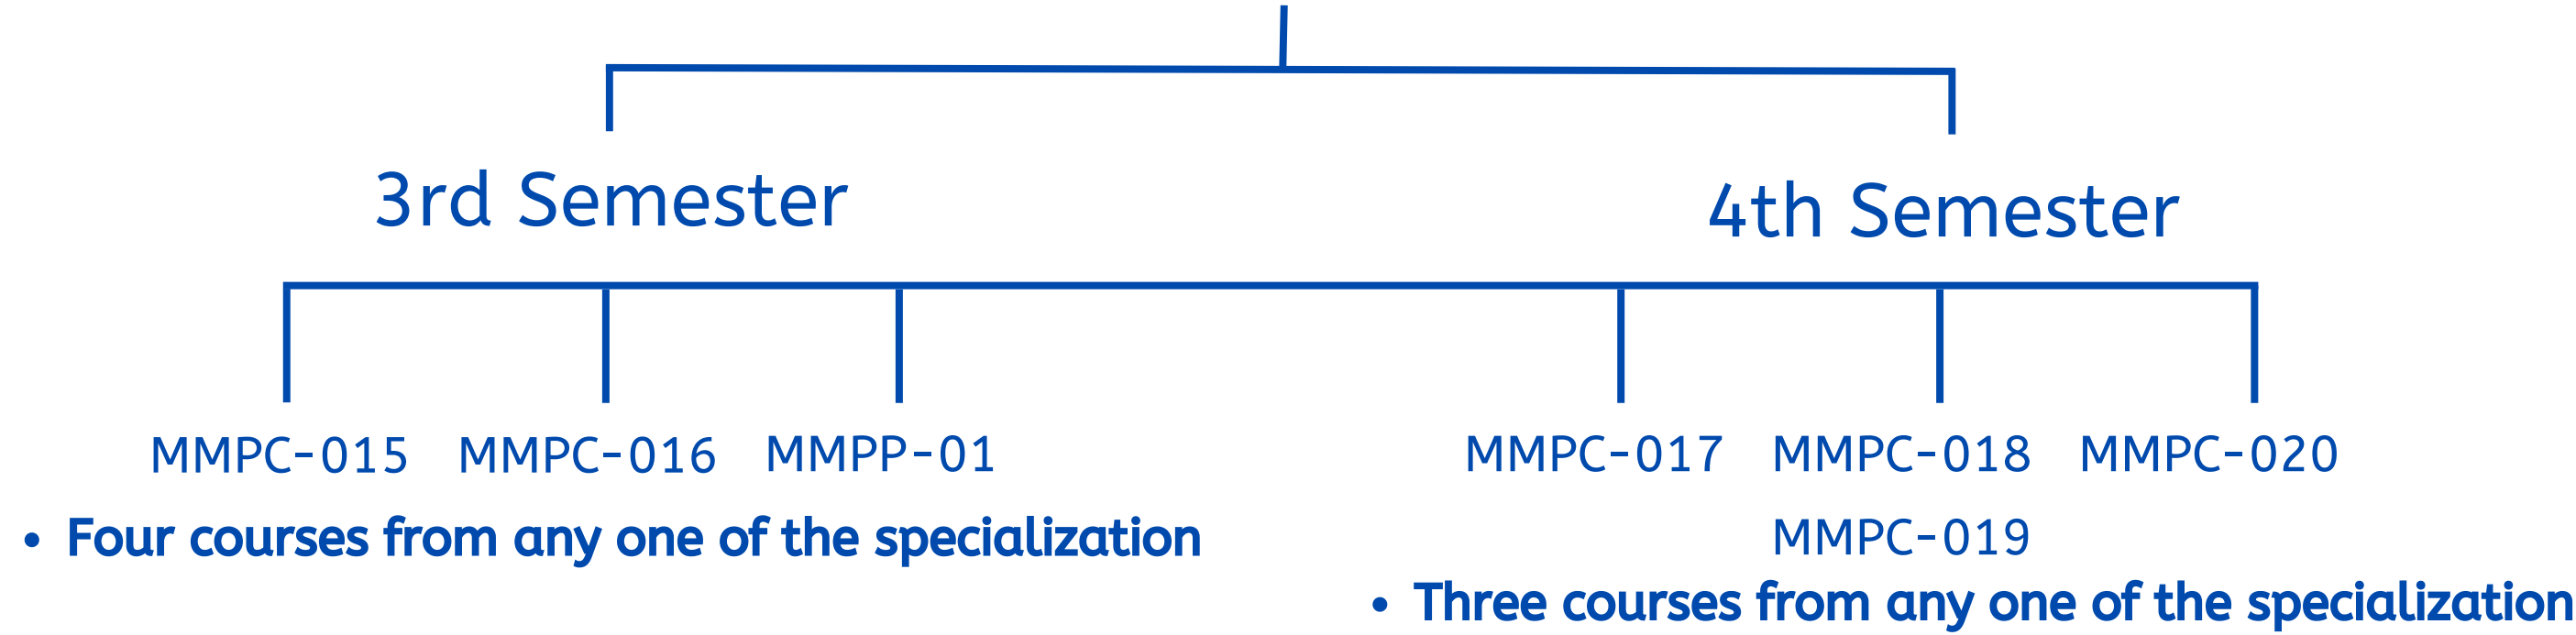 3rd Semester
4th Semester
MMPC-015 MMPC-016 MMPP-01
MMPC-017 MMPC-018 MMPC-020
MMPC-019
• Four courses from any one of the specialization
• Three courses from any one of the specialization